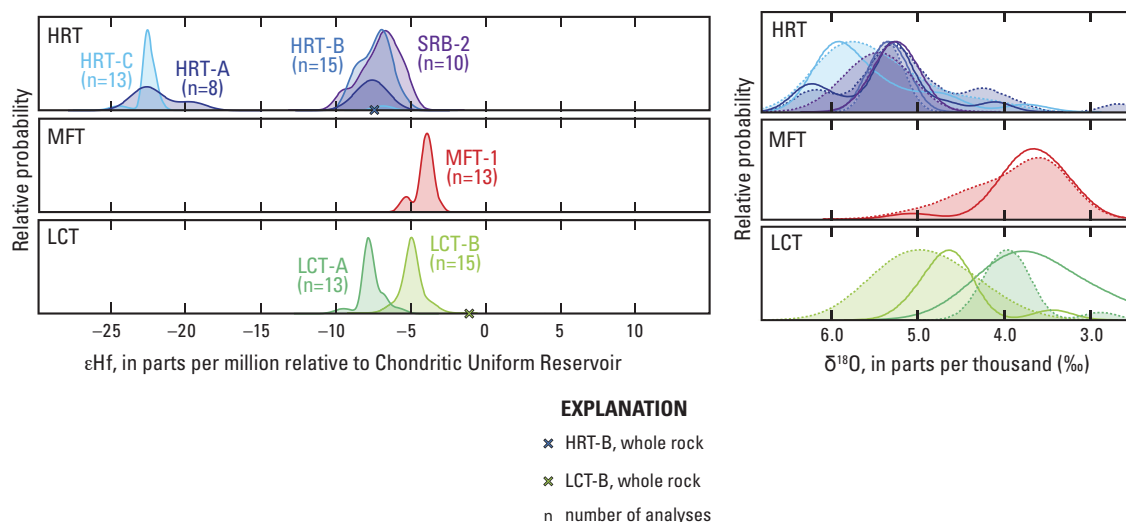 HRT
HRT-C
(n=13)
HRT-A
(n=8)
HRT-B
(n=15)
SRB-2
(n=10)
MFT
MFT-1
(n=13)
LCT
LCT-A
(n=13)
LCT-B
(n=15)
Relative probability
−25 −20 −15 −10 −5 0 5 10
εHf, in parts per million relative to Chondritic Uniform Reservoir
HRT
MFT
LCT
Relative probability
6.0 5.0 4.0 3.0
δ¹⁸O, in parts per thousand (‰)
EXPLANATION
HRT-B, whole rock
LCT-B, whole rock
n number of analyses